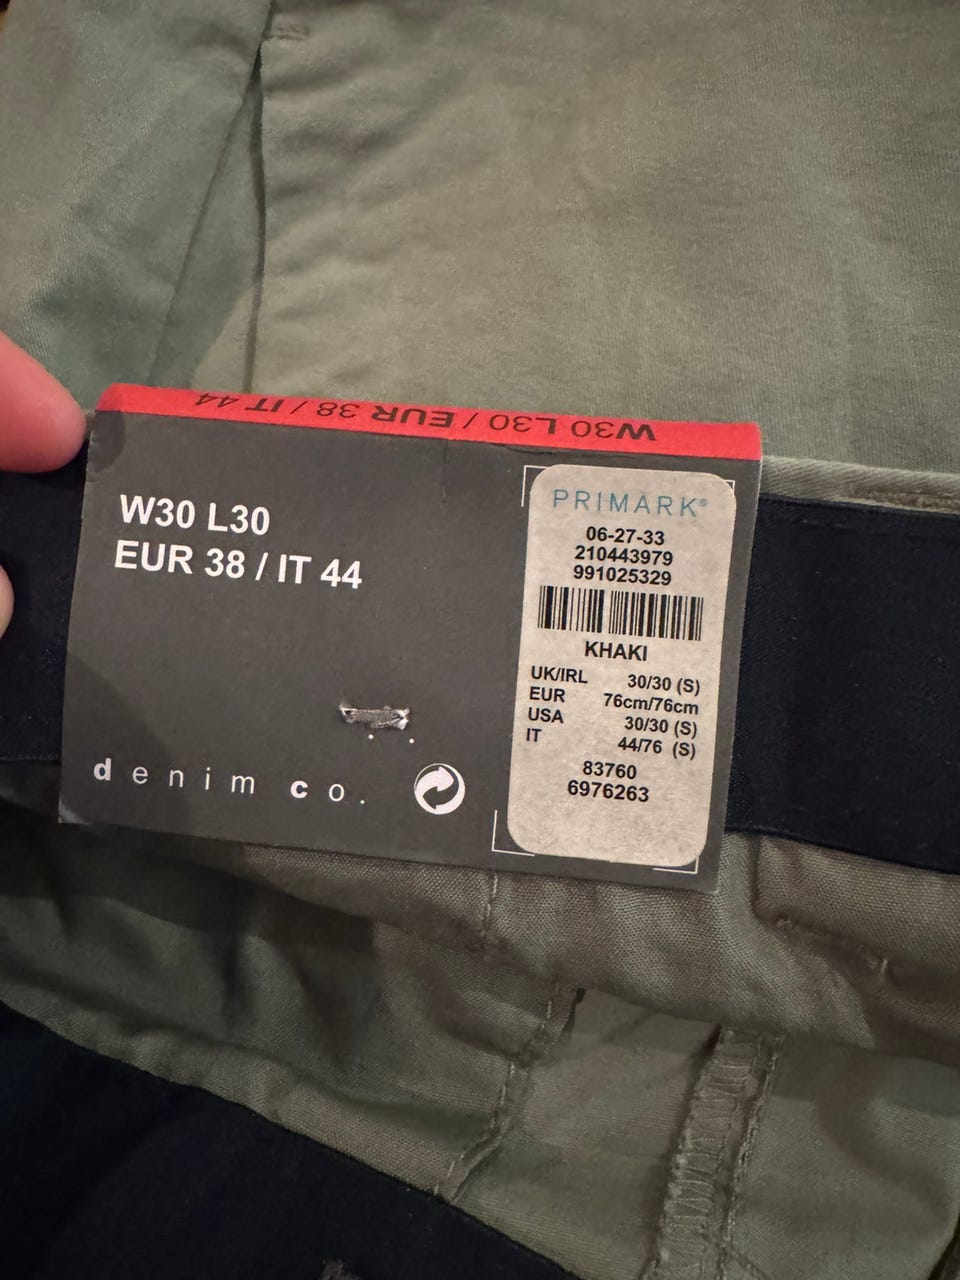 W30 L30 / EUR 38 / IT 44
W30 L30
EUR 38 / IT 44
denim co.
PRIMARK®
06-27-33
210443979
991025329
KHAKI
UK/IRL 30/30 (S)
EUR 76cm/76cm
USA 30/30 (S)
IT 44/76 (S)
83760
6976263